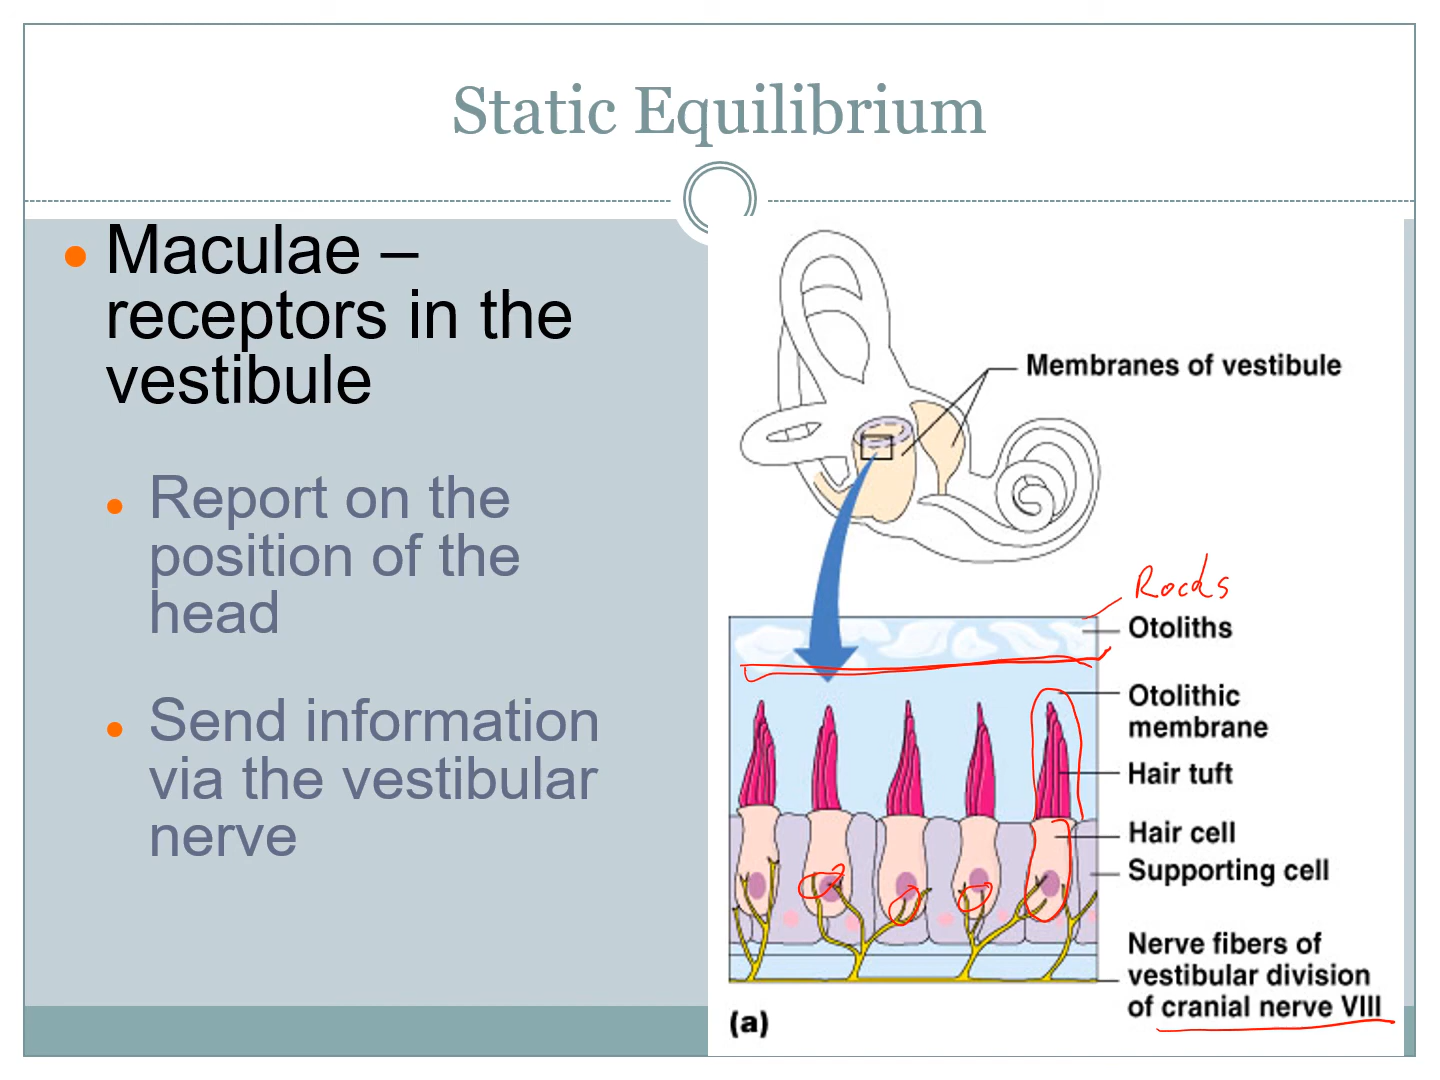 Static Equilibrium
Maculae –
receptors in the
vestibule
Report on the
position of the
head
Send information
via the vestibular
nerve
Membranes of vestibule
Rocks
Otoliths
Otolithic
membrane
Hair tuft
Hair cell
Supporting cell
Nerve fibers of
vestibular division
of cranial nerve VIII
(a)